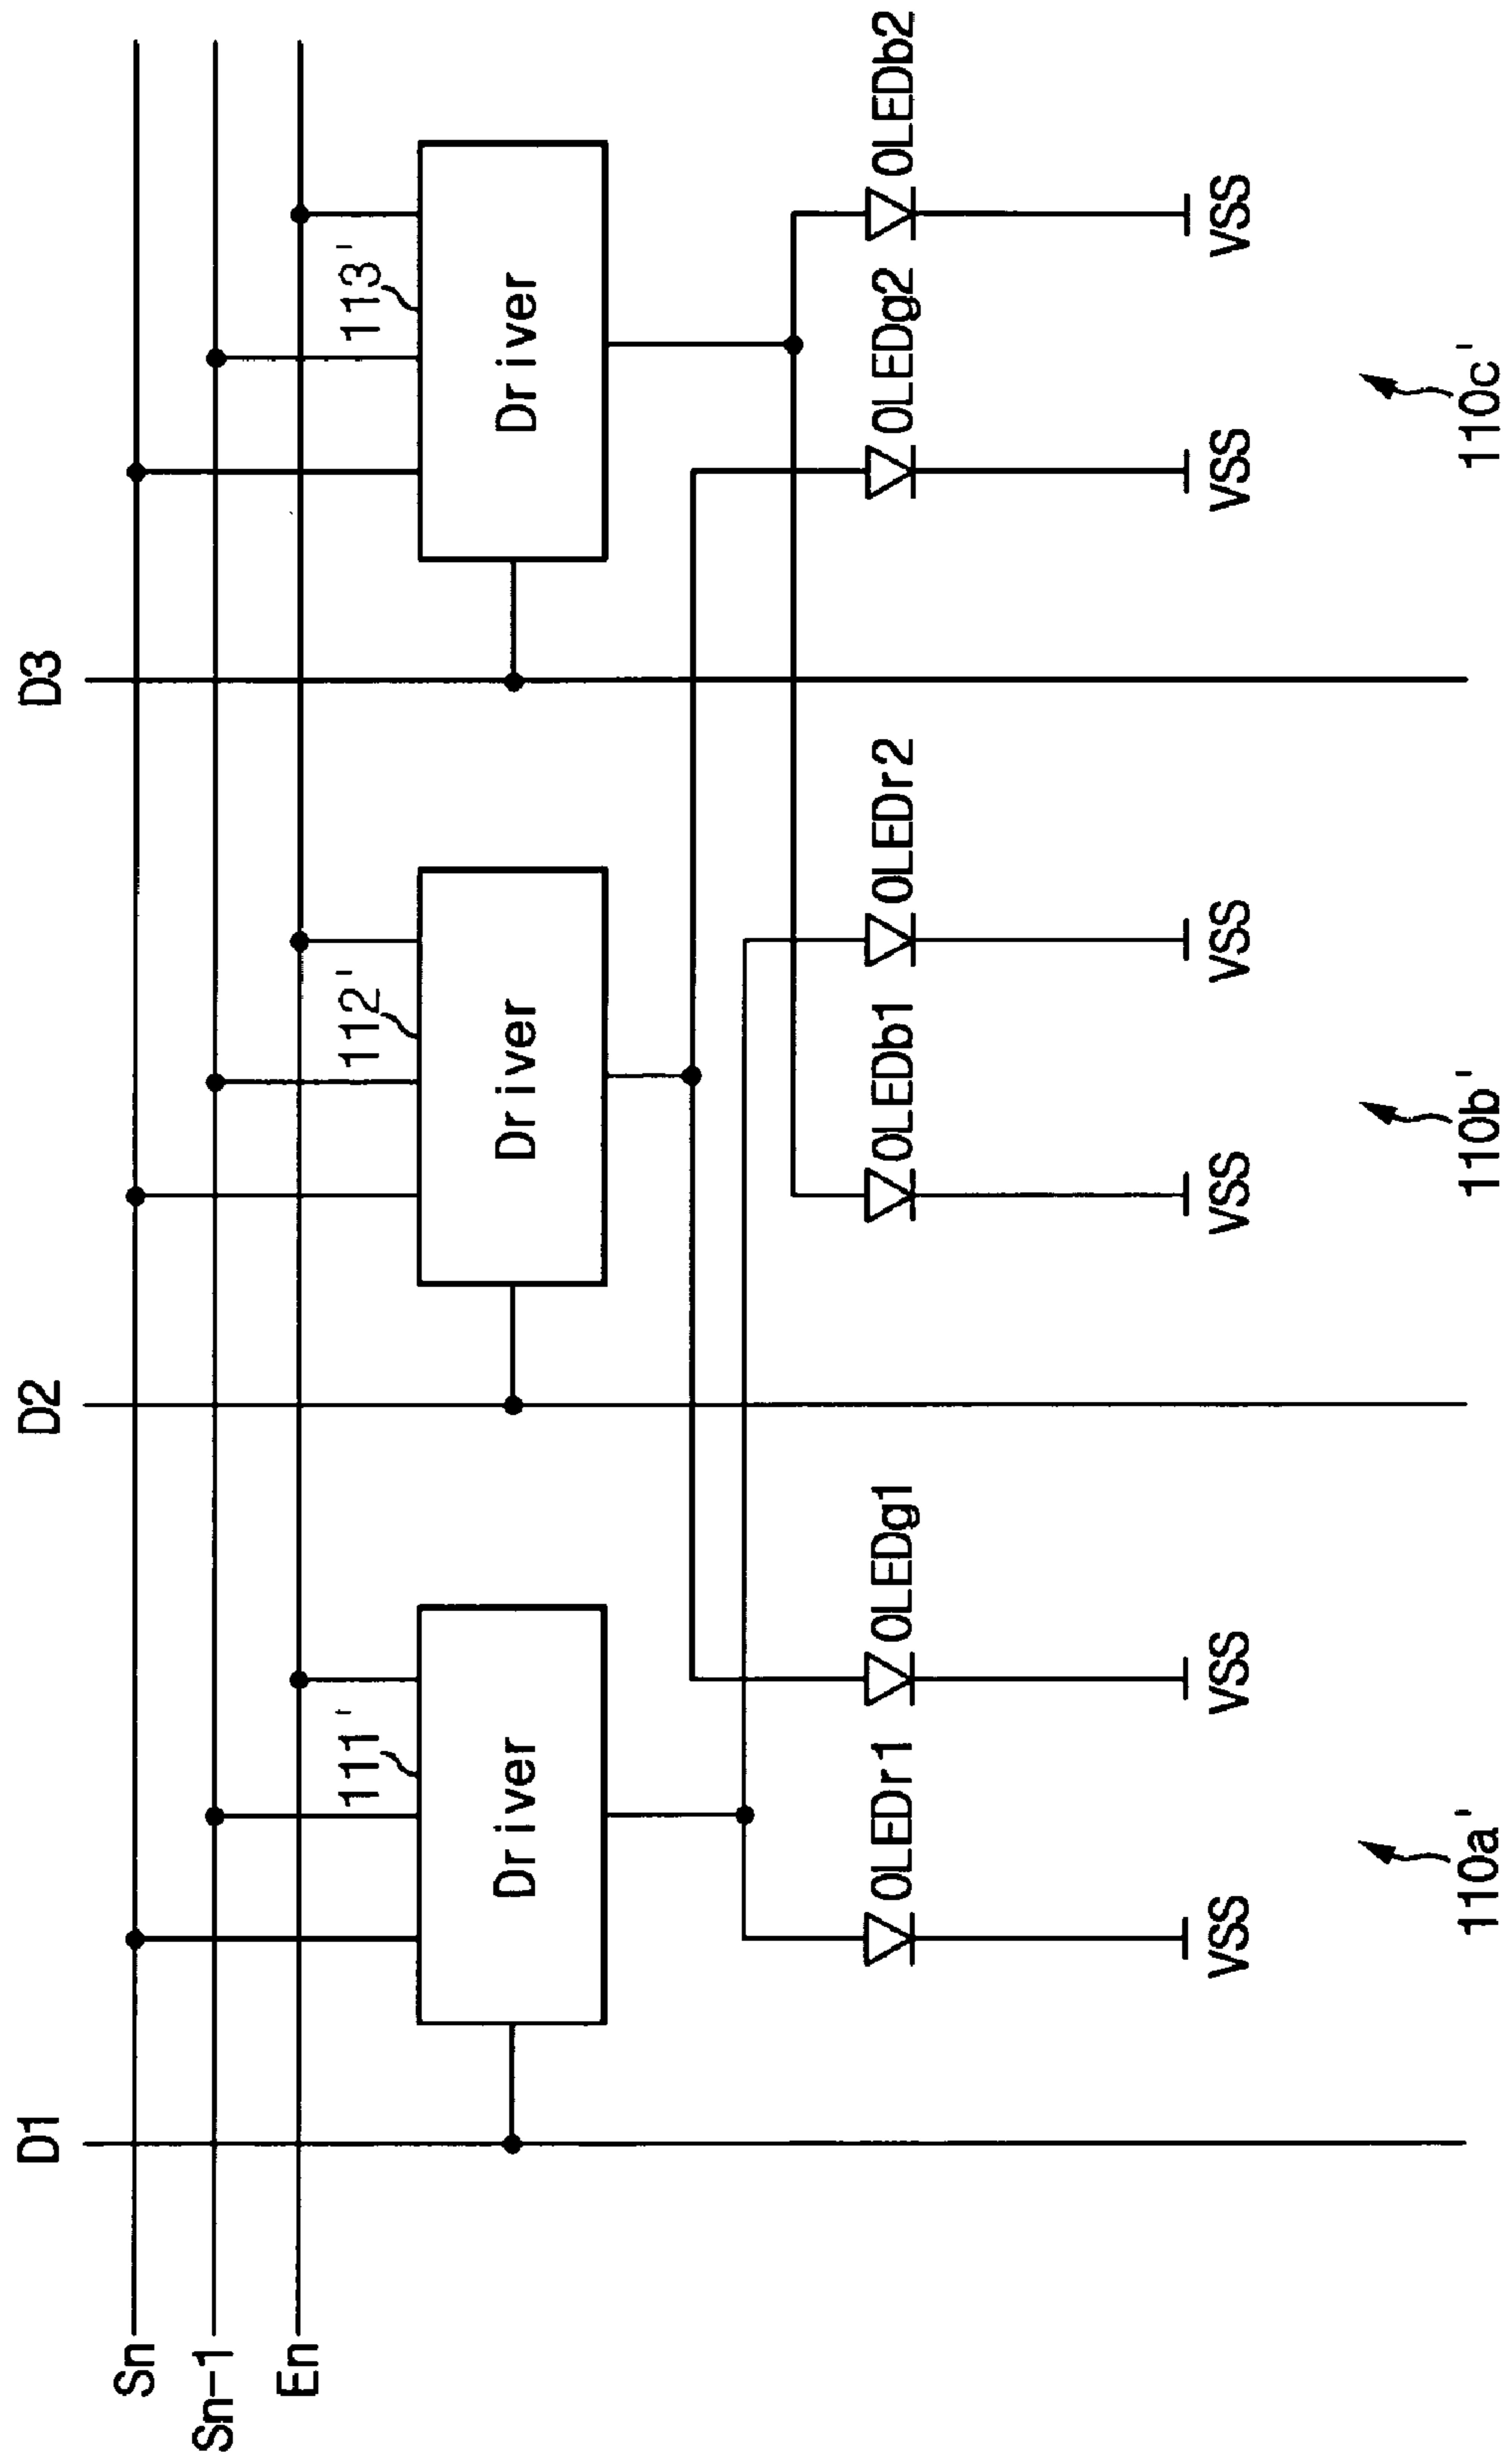 D1 D2 D3
Sn
Sn-1
En
111' 112' 113'
Driver Driver Driver
OLEDr1 OLEDg1 OLEDb1 OLEDr2 OLEDg2 OLEDb2
VSS VSS VSS VSS VSS VSS
110a' 110b' 110c'